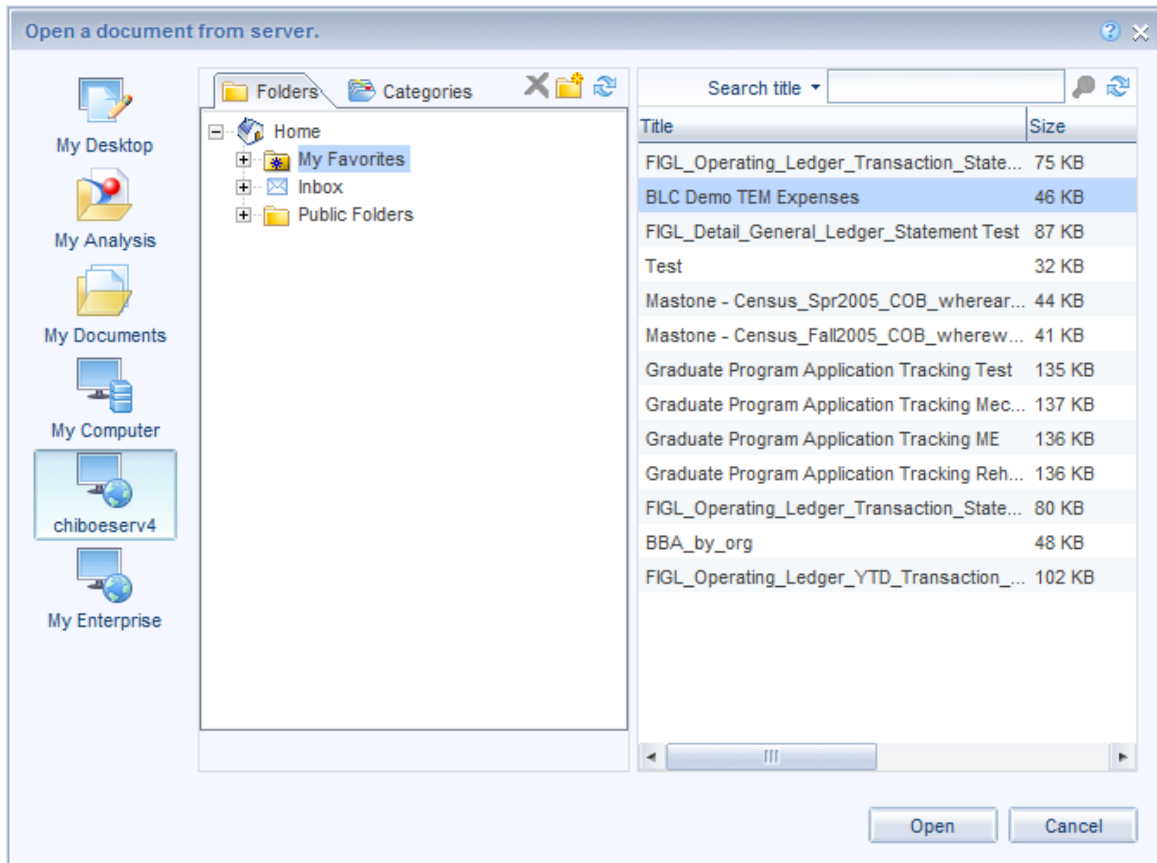 Open a document from server.
My Desktop
My Analysis
My Documents
My Computer
chiboeserv4
My Enterprise
Folders Categories
Home
My Favorites
Inbox
Public Folders
Search title
Title Size
FIGL_Operating_Ledger_Transaction_State... 75 KB
BLC Demo TEM Expenses 46 KB
FIGL_Detail_General_Ledger_Statement Test 87 KB
Test 32 KB
Mastone - Census_Spr2005_COB_wherear... 44 KB
Mastone - Census_Fall2005_COB_wherew... 41 KB
Graduate Program Application Tracking Test 135 KB
Graduate Program Application Tracking Mec... 137 KB
Graduate Program Application Tracking ME 136 KB
Graduate Program Application Tracking Reh... 136 KB
FIGL_Operating_Ledger_Transaction_State... 80 KB
BBA_by_org 48 KB
FIGL_Operating_Ledger_YTD_Transaction_... 102 KB
Open Cancel